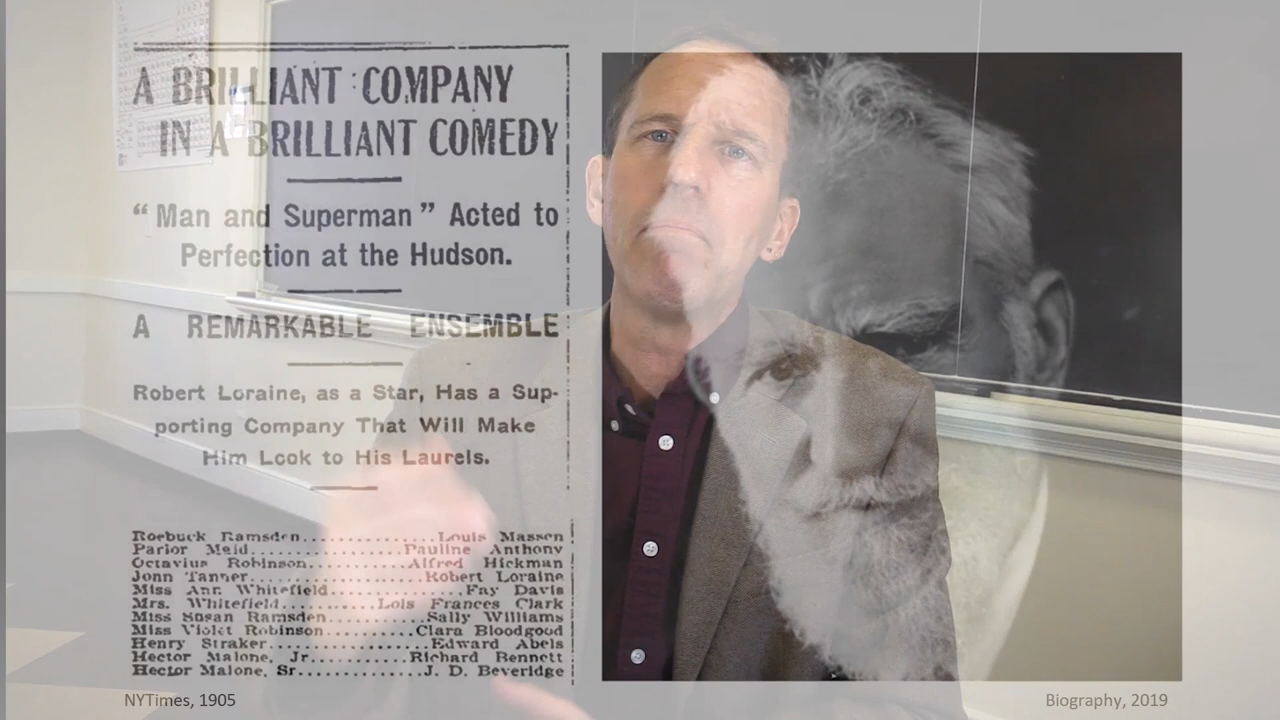 A BRILLIANT COMPANY
IN A BRILLIANT COMEDY
“Man and Superman” Acted to
Perfection at the Hudson.
A REMARKABLE ENSEMBLE
Robert Loraine, as a Star, Has a Sup-
porting Company That Will Make
Him Look to His Laurels.
Roebuck Ramsden..............Louis Massen
Parlor Meid................Pauline Anthony
Octavius Robinson...........Alfred Hickman
Jonn Tanner................Robert Loraine
Miss Ann Whitefield.............Fay Davis
Mrs. Whitefield..........Lois Frances Clark
Miss Susan Ramsden...........Sally Williams
Miss Violet Robinson.........Clara Bloodgood
Henry Straker.................Edward Abels
Hector Malone, Jr..........Richard Bennett
Hector Malone, Sr............J. D. Beveridge
NYTimes, 1905
Biography, 2019